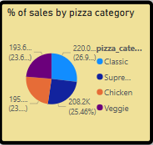 % of sales by pizza category
193.6...
(23.6...)
220.0...
(26.9...)
195....
(23....)
208.2K
(25.46%)
pizza_cate...
Classic
Supre...
Chicken
Veggie